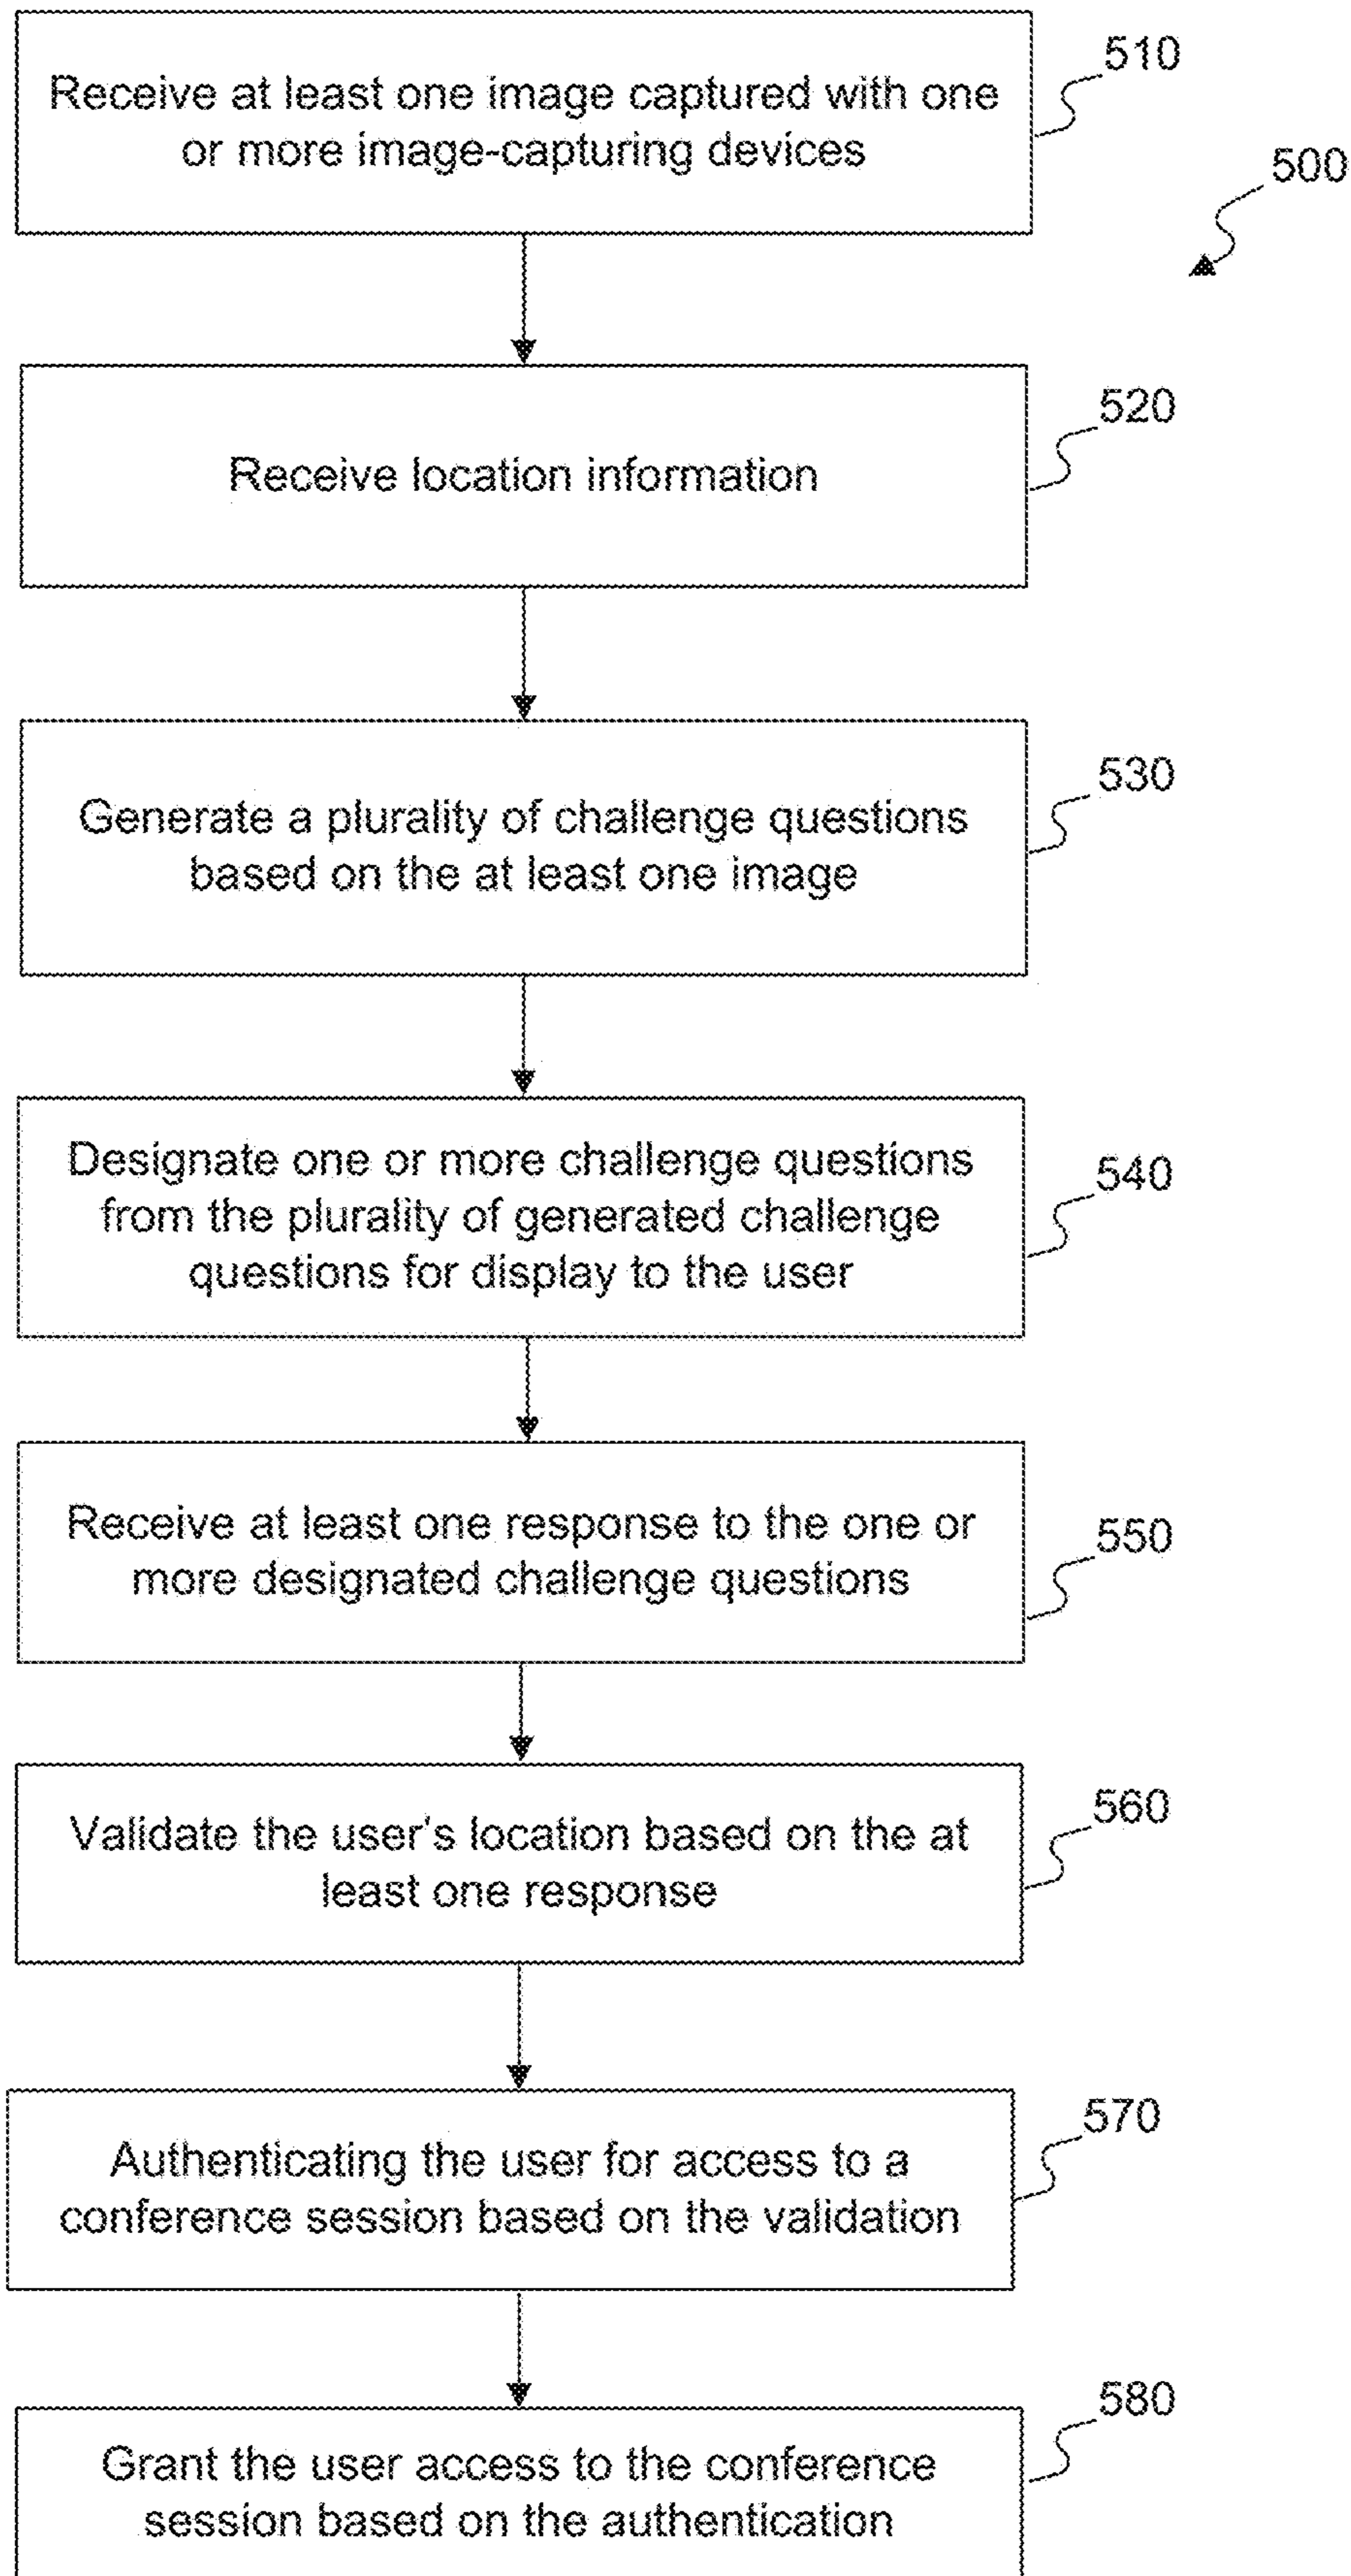 Receive at least one image captured with one
or more image-capturing devices
510
500
Receive location information
520
Generate a plurality of challenge questions
based on the at least one image
530
Designate one or more challenge questions
from the plurality of generated challenge
questions for display to the user
540
Receive at least one response to the one or
more designated challenge questions
550
Validate the user's location based on the at
least one response
560
Authenticating the user for access to a
conference session based on the validation
570
Grant the user access to the conference
session based on the authentication
580